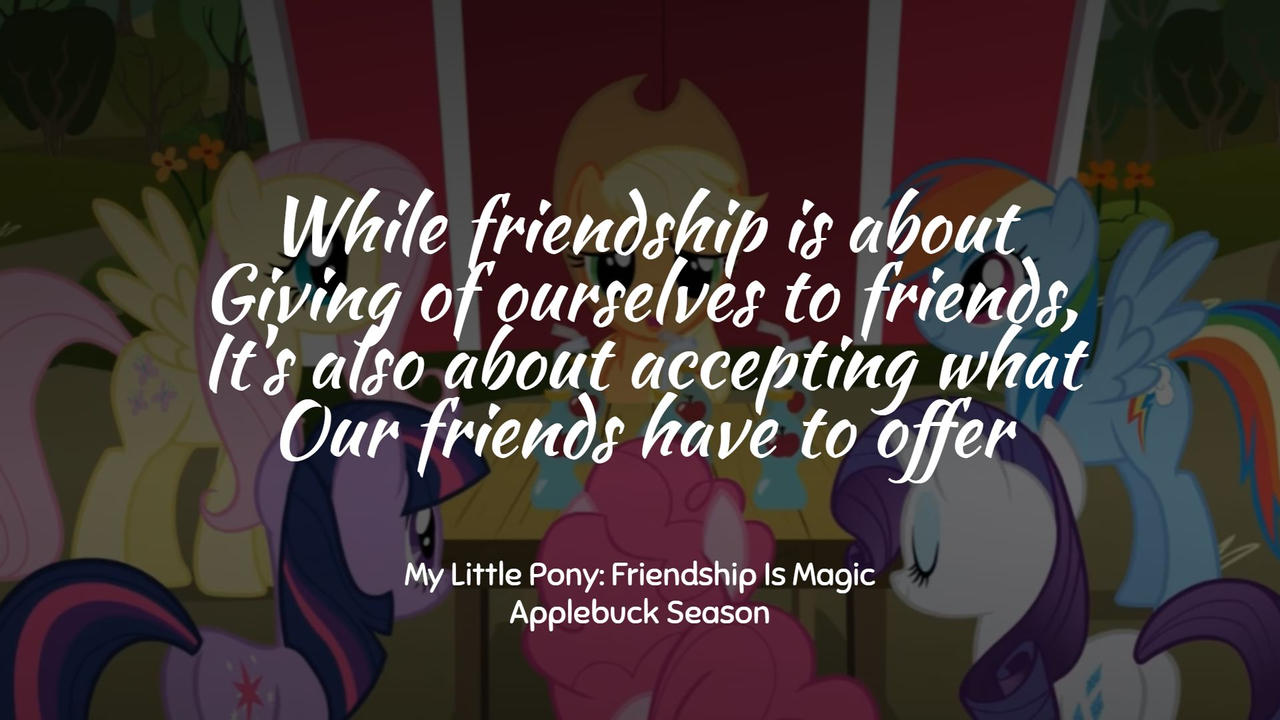 While friendship is about
Giving of ourselves to friends,
It's also about accepting what
Our friends have to offer
My Little Pony: Friendship Is Magic
Applebuck Season